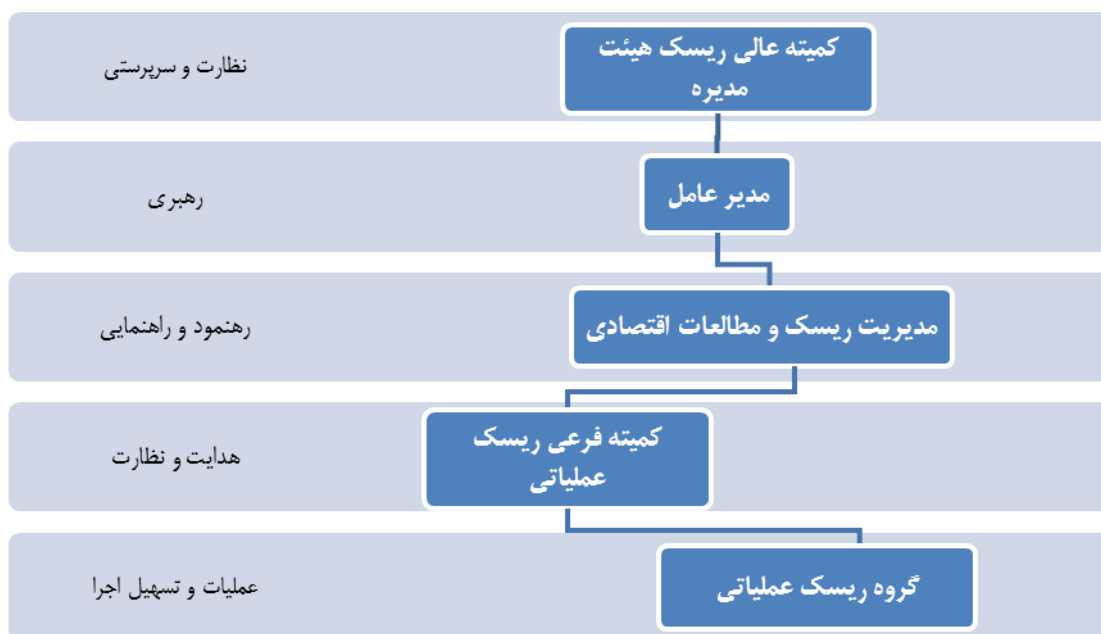 کمیته عالی ریسک هیئت
مدیره
نظارت و سرپرستی
مدیر عامل
رهبری
مدیریت ریسک و مطالعات اقتصادی
رهنمود و راهنمایی
کمیته فرعی ریسک
عملیاتی
هدایت و نظارت
گروه ریسک عملیاتی
عملیات و تسهیل اجرا